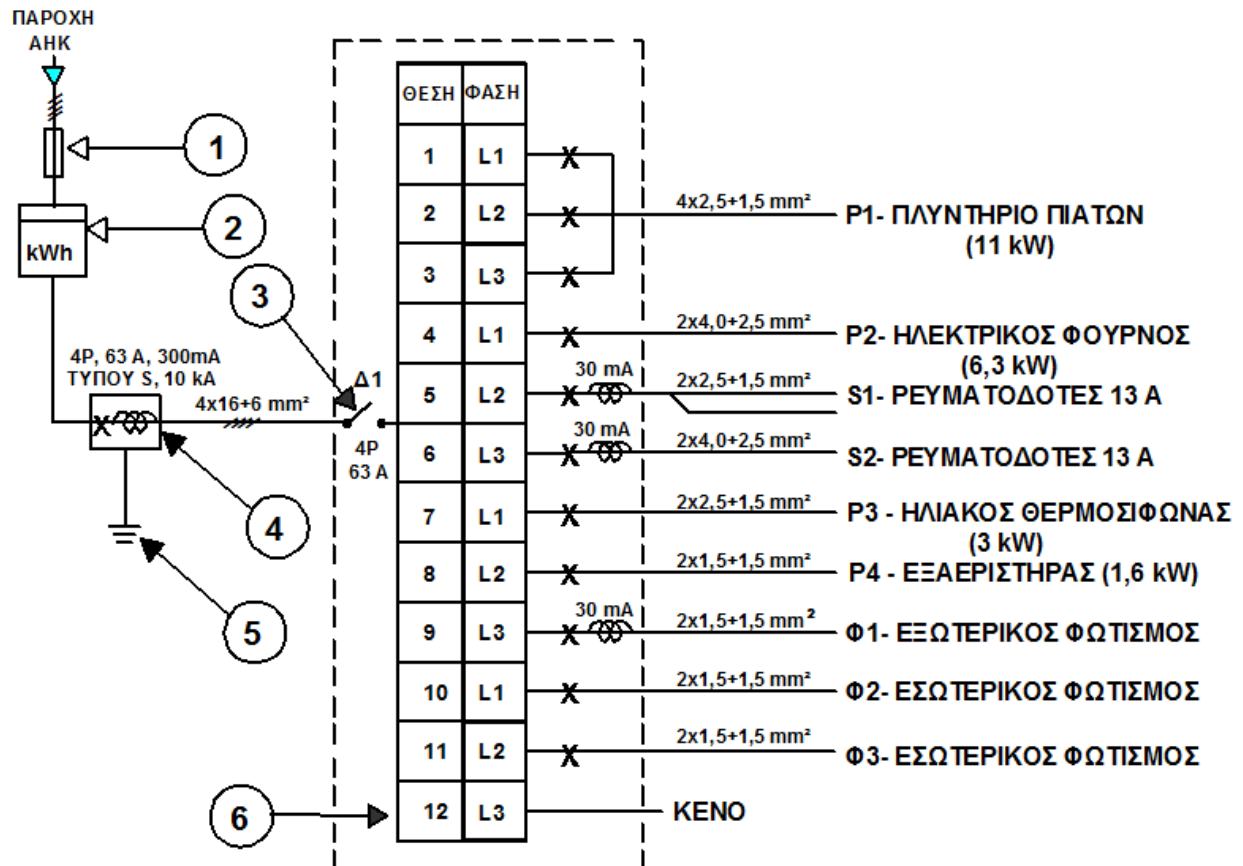 ΠΑΡΟΧΗ
ΑΗΚ
1
2
kWh
3
4P, 63 A, 300mA
ΤΥΠΟΥ S, 10 kA
4x16+6 mm²
Δ1
4P
63 A
4
5
6
ΘΕΣΗ ΦΑΣΗ
1 L1
2 L2 4x2,5+1,5 mm² P1- ΠΛΥΝΤΗΡΙΟ ΠΙΑΤΩΝ
(11 kW)
3 L3
4 L1 2x4,0+2,5 mm² P2- ΗΛΕΚΤΡΙΚΟΣ ΦΟΥΡΝΟΣ
(6,3 kW)
5 L2 30 mA 2x2,5+1,5 mm² S1- ΡΕΥΜΑΤΟΔΟΤΕΣ 13 A
6 L3 30 mA 2x4,0+2,5 mm² S2- ΡΕΥΜΑΤΟΔΟΤΕΣ 13 A
7 L1 2x2,5+1,5 mm² P3 - ΗΛΙΑΚΟΣ ΘΕΡΜΟΣΙΦΩΝΑΣ
(3 kW)
8 L2 2x1,5+1,5 mm² P4 - ΕΞΑΕΡΙΣΤΗΡΑΣ (1,6 kW)
9 L3 30 mA 2x1,5+1,5 mm² Φ1- ΕΞΩΤΕΡΙΚΟΣ ΦΩΤΙΣΜΟΣ
10 L1 2x1,5+1,5 mm² Φ2- ΕΣΩΤΕΡΙΚΟΣ ΦΩΤΙΣΜΟΣ
11 L2 2x1,5+1,5 mm² Φ3- ΕΣΩΤΕΡΙΚΟΣ ΦΩΤΙΣΜΟΣ
12 L3 ΚΕΝΟ